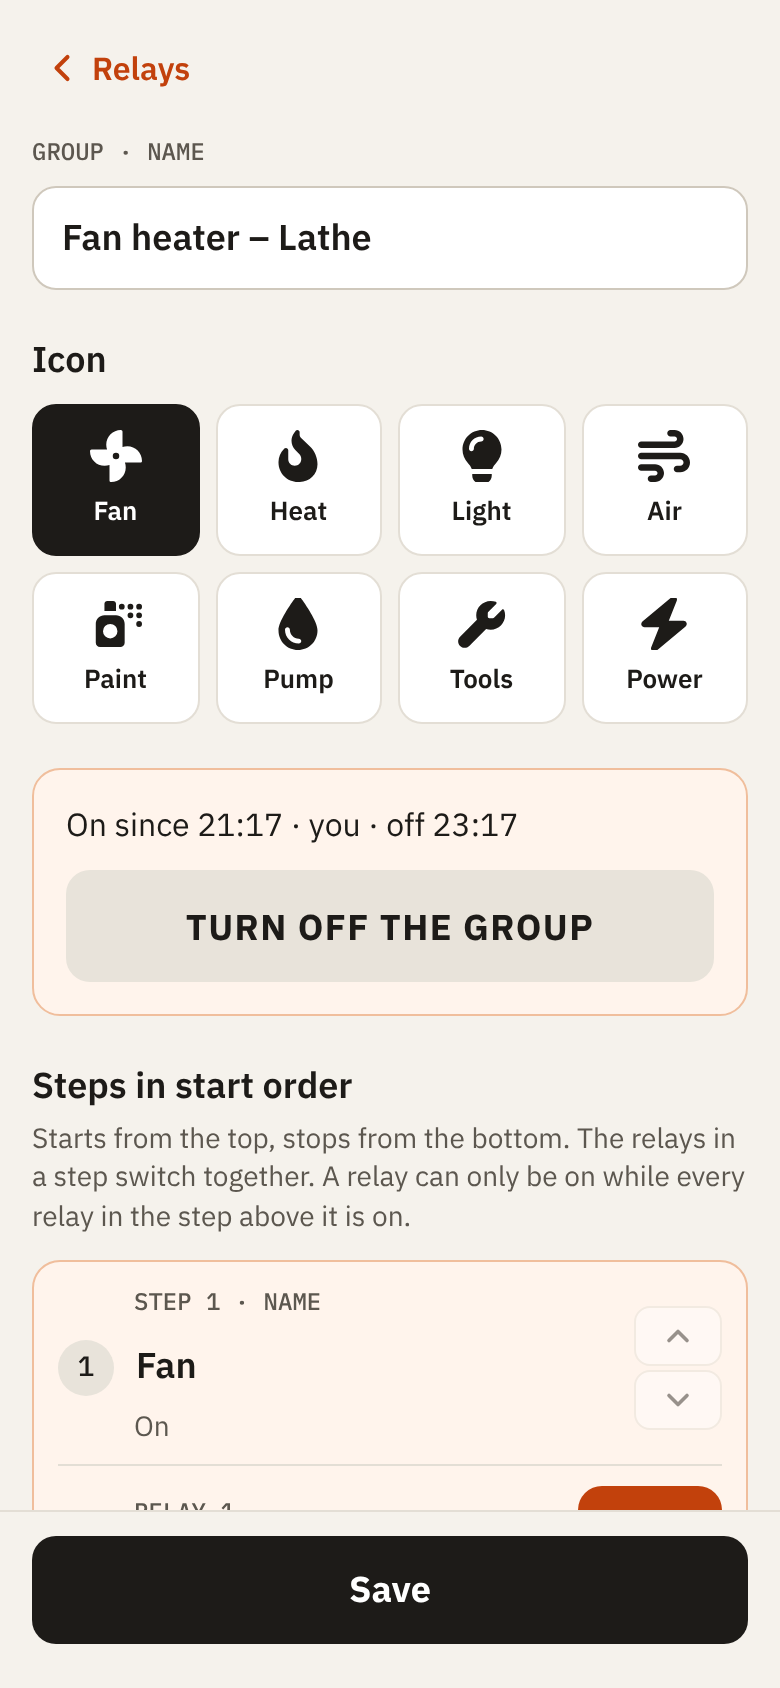 Relays
GROUP · NAME
Fan heater – Lathe
Icon
Fan
Heat
Light
Air
Paint
Pump
Tools
Power
On since 21:17 · you · off 23:17
TURN OFF THE GROUP
Steps in start order
Starts from the top, stops from the bottom. The relays in
a step switch together. A relay can only be on while every
relay in the step above it is on.
STEP 1 · NAME
1
Fan
On
RELAY 1
Save